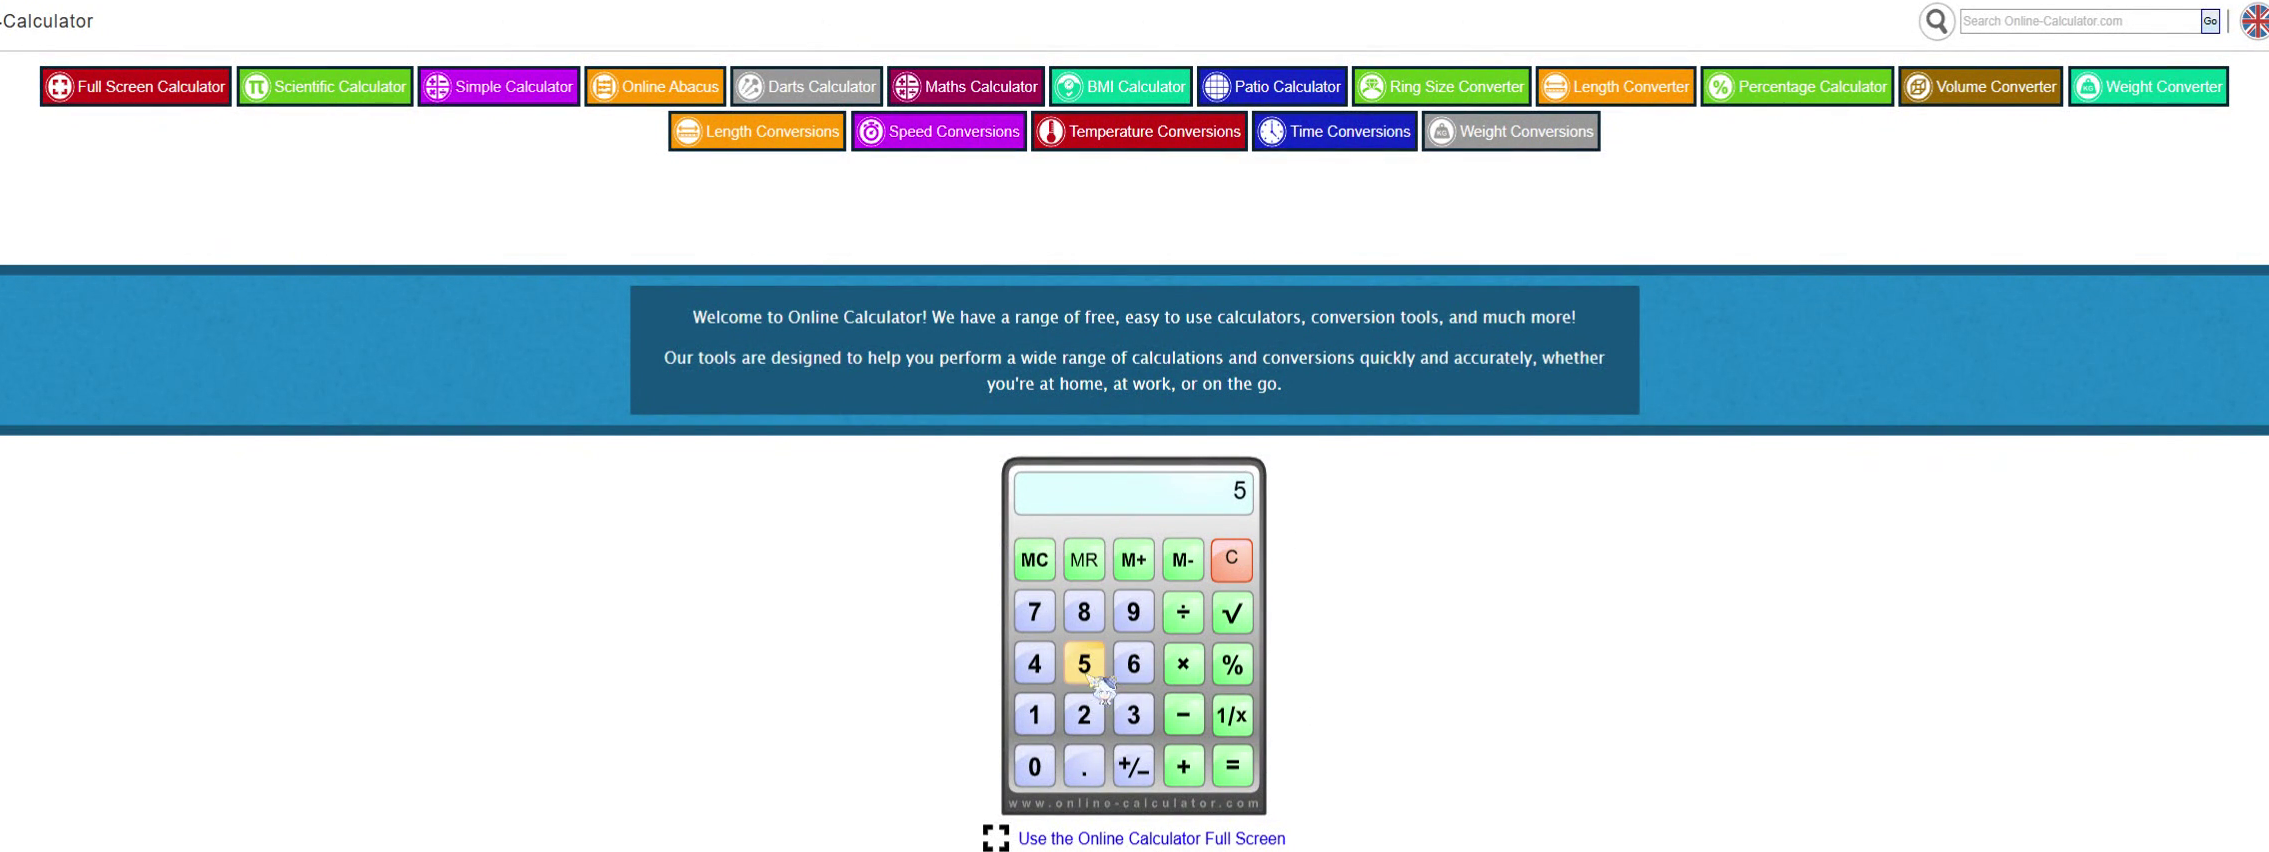 -Calculator
Search Online-Calculator.com Go
Full Screen Calculator Scientific Calculator Simple Calculator Online Abacus Darts Calculator Maths Calculator BMI Calculator Patio Calculator Ring Size Converter Length Converter Percentage Calculator Volume Converter Weight Converter
Length Conversions Speed Conversions Temperature Conversions Time Conversions Weight Conversions
Welcome to Online Calculator! We have a range of free, easy to use calculators, conversion tools, and much more!
Our tools are designed to help you perform a wide range of calculations and conversions quickly and accurately, whether
you're at home, at work, or on the go.
5
MC MR M+ M- C
7 8 9 ÷ √
4 5 6 × %
1 2 3 − 1/x
0 . +/− + =
www.online-calculator.com
Use the Online Calculator Full Screen